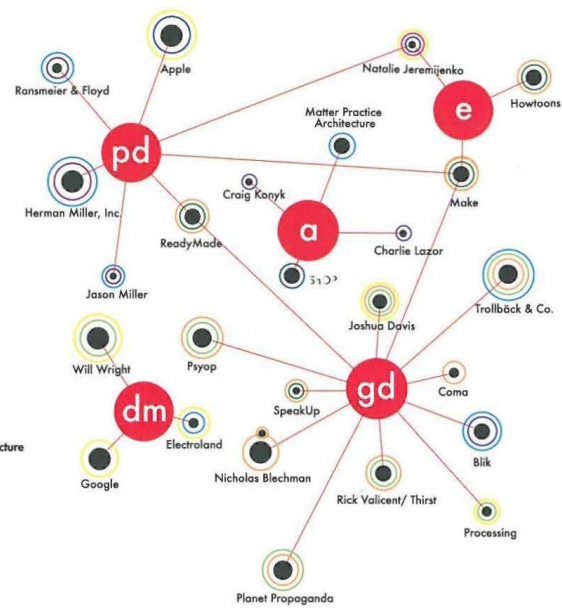 Apple
Ransmeier & Floyd
Natalie Jeremijenko
e
Howtoons
Matter Practice
Architecture
pd
Herman Miller, Inc.
Craig Konyk
Make
a
ReadyMade
Charlie Lazor
Jason Miller
Trollbäck & Co.
Joshua Davis
Will Wright
Psyop
gd
Coma
dm
SpeakUp
Electroland
cture
Blik
Google
Nicholas Blechman
Rick Valicent/ Thirst
Processing
Planet Propaganda